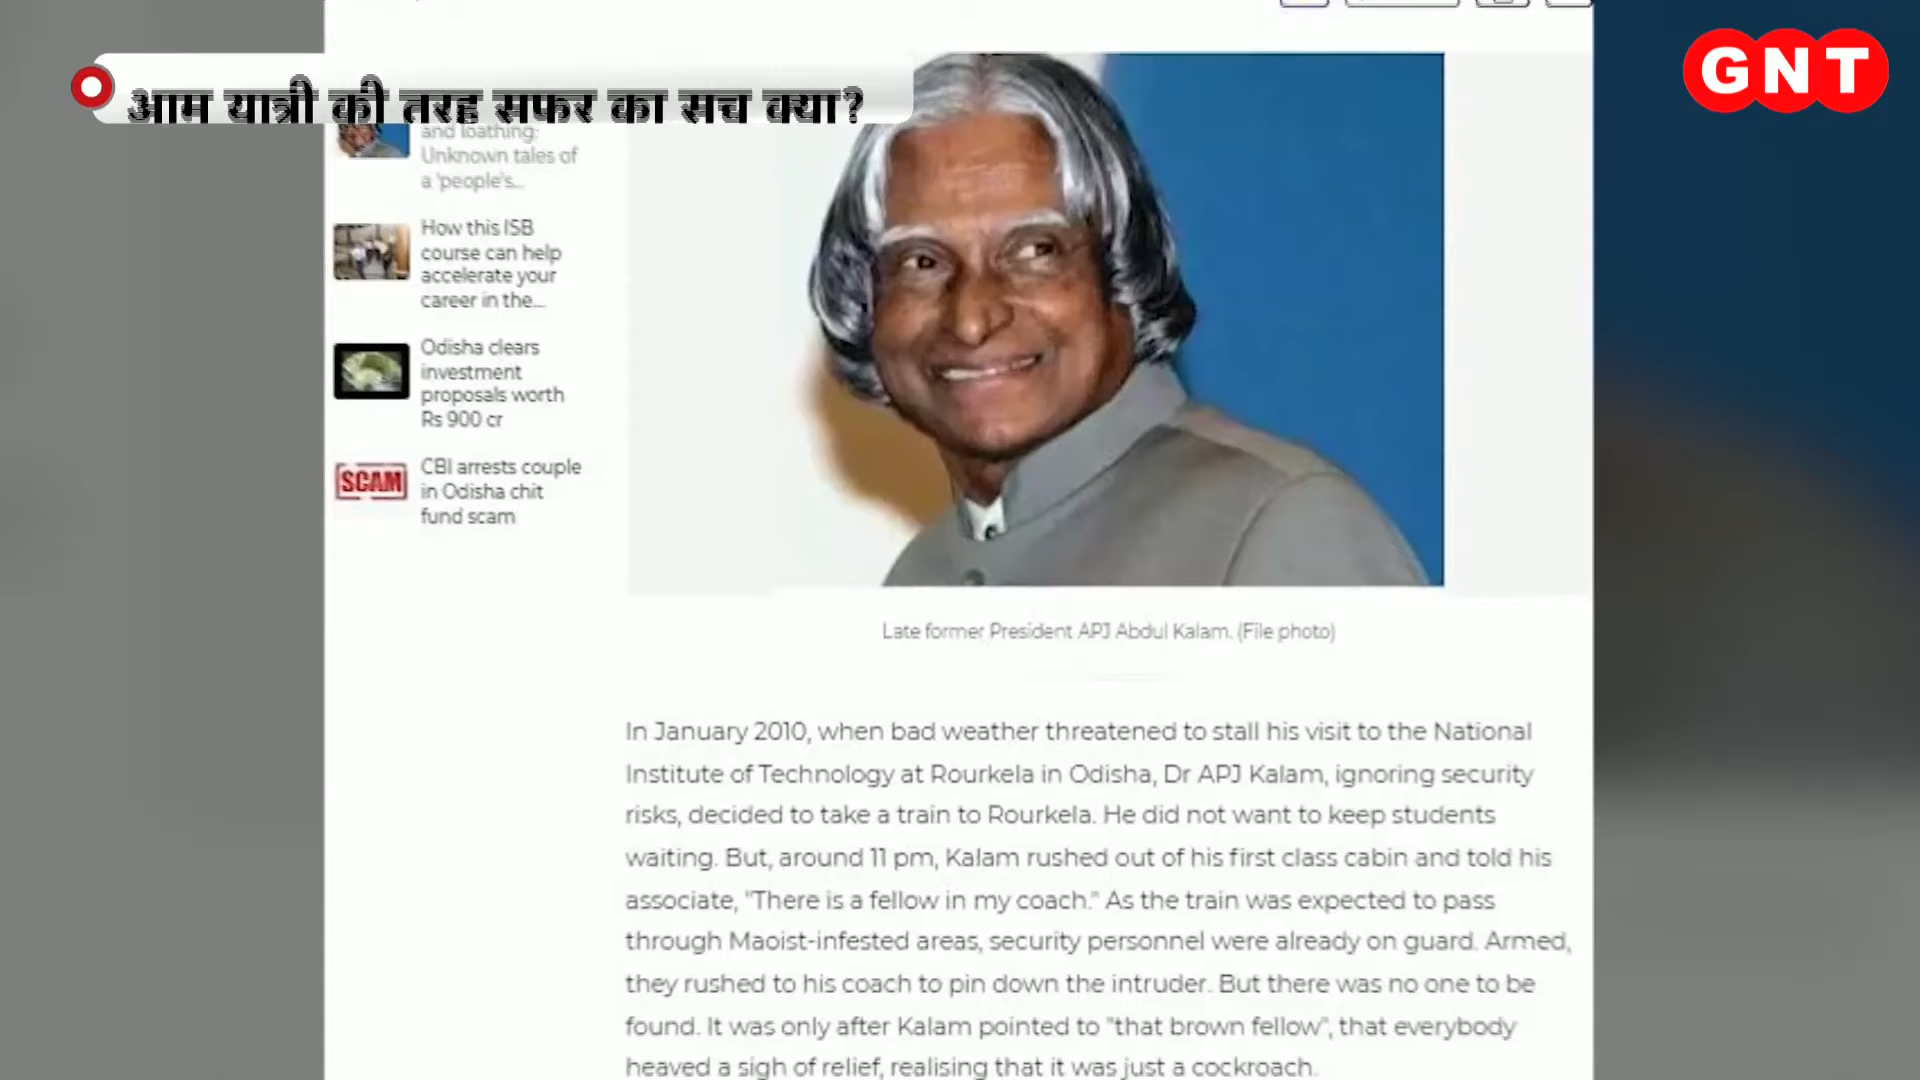 GNT
आम यात्री की तरह सफर का सच क्या?
and loathing:
Unknown tales of
a 'people's...
How this ISB
course can help
accelerate your
career in the...
Odisha clears
investment
proposals worth
Rs 900 cr
SCAM
CBI arrests couple
in Odisha chit
fund scam
Late former President APJ Abdul Kalam. (File photo)
In January 2010, when bad weather threatened to stall his visit to the National
Institute of Technology at Rourkela in Odisha, Dr APJ Kalam, ignoring security
risks, decided to take a train to Rourkela. He did not want to keep students
waiting. But, around 11 pm, Kalam rushed out of his first class cabin and told his
associate, "There is a fellow in my coach." As the train was expected to pass
through Maoist-infested areas, security personnel were already on guard. Armed,
they rushed to his coach to pin down the intruder. But there was no one to be
found. It was only after Kalam pointed to "that brown fellow", that everybody
heaved a sigh of relief, realising that it was just a cockroach.